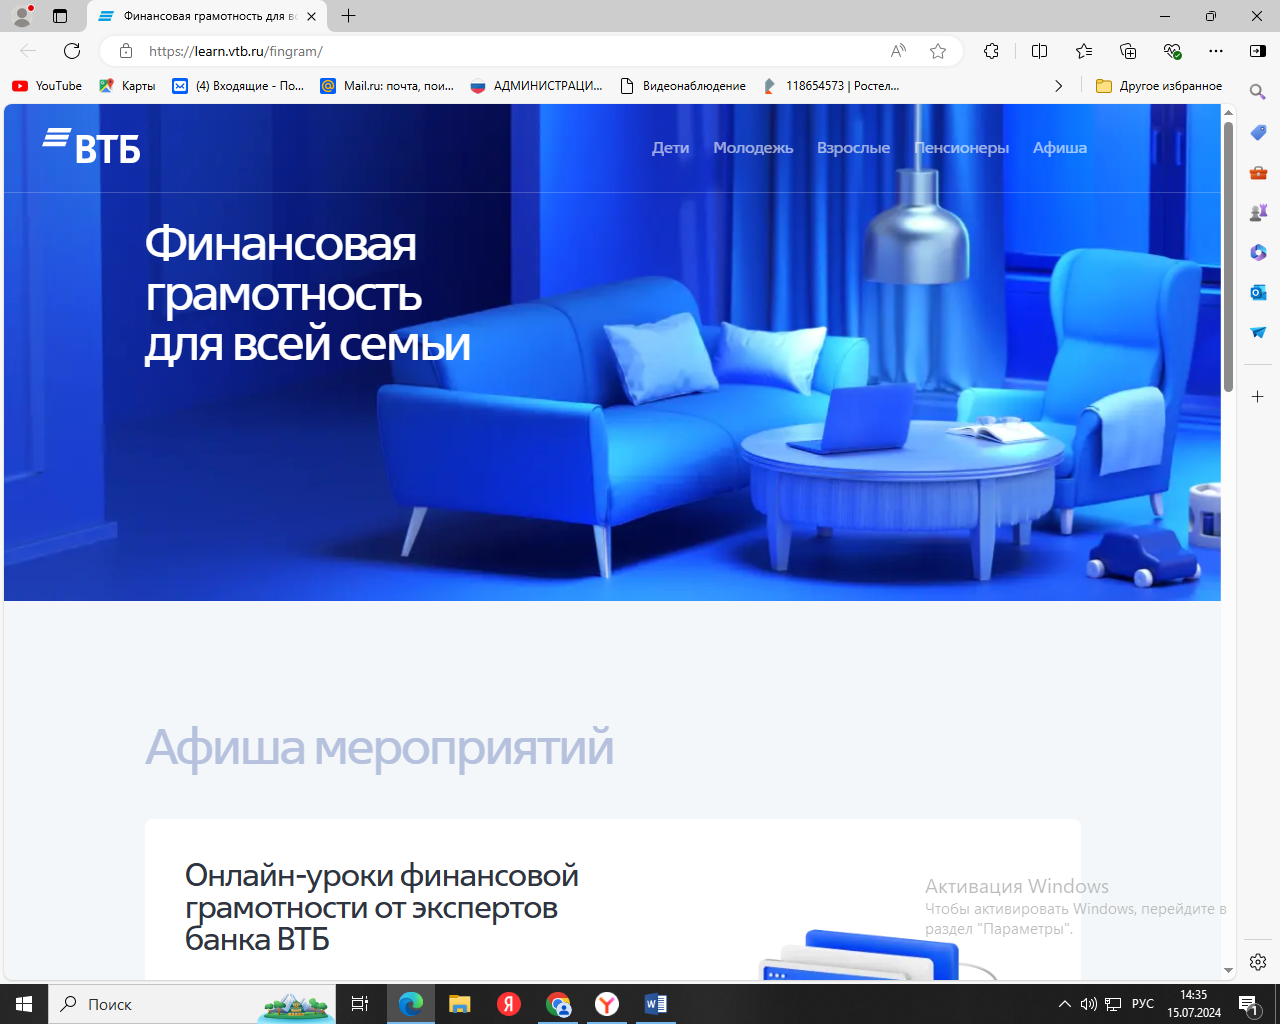 Финансовая грамотность для вс
https://learn.vtb.ru/fingram/
YouTube
Карты
(4) Входящие - По...
Mail.ru: почта, пои...
АДМИНИСТРАЦИ...
Видеонаблюдение
118654573 | Ростел...
Другое избранное
ВТБ
Дети
Молодежь
Взрослые
Пенсионеры
Афиша
Финансовая
грамотность
для всей семьи
Афиша мероприятий
Онлайн-уроки финансовой
грамотности от экспертов
банка ВТБ
Активация Windows
Чтобы активировать Windows, перейдите в
раздел "Параметры".
Поиск
РУС
14:35
15.07.2024
1